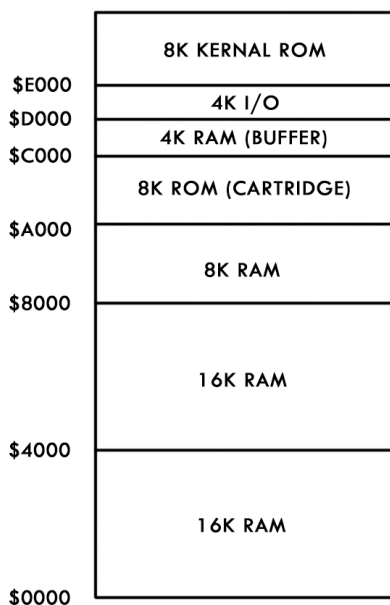 8K KERNAL ROM
$E000
4K I/O
$D000
4K RAM (BUFFER)
$C000
8K ROM (CARTRIDGE)
$A000
8K RAM
$8000
16K RAM
$4000
16K RAM
$0000